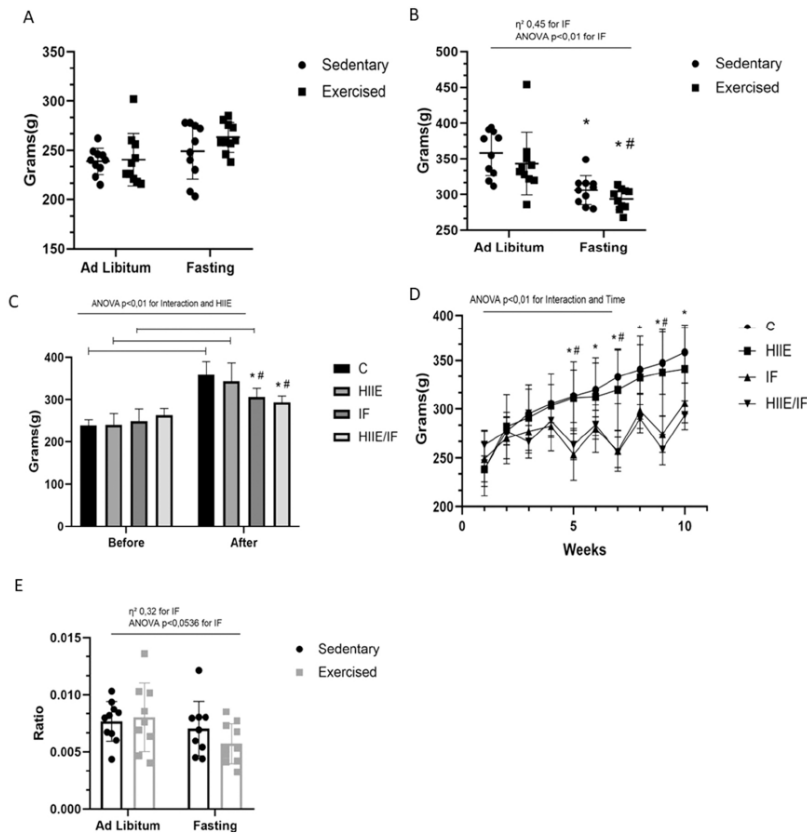 A
350
300
250
200
150
Grams(g)
Ad Libitum
Fasting
Sedentary
Exercised
B
η² 0,45 for IF
ANOVA p<0,01 for IF
500
450
400
350
300
250
Grams(g)
*
* #
Ad Libitum
Fasting
Sedentary
Exercised
C
ANOVA p<0,01 for Interaction and HIIE
400
300
200
100
0
Grams(g)
* #
* #
Before
After
C
HIIE
IF
HIIE/IF
D
ANOVA p<0,01 for Interaction and Time
400
350
300
250
200
Grams(g)
*#
*
*#
*
*#
*
0
5
10
Weeks
C
HIIE
IF
HIIE/IF
E
η² 0,32 for IF
ANOVA p<0,0536 for IF
0.015
0.010
0.005
0.000
Ratio
Ad Libitum
Fasting
Sedentary
Exercised